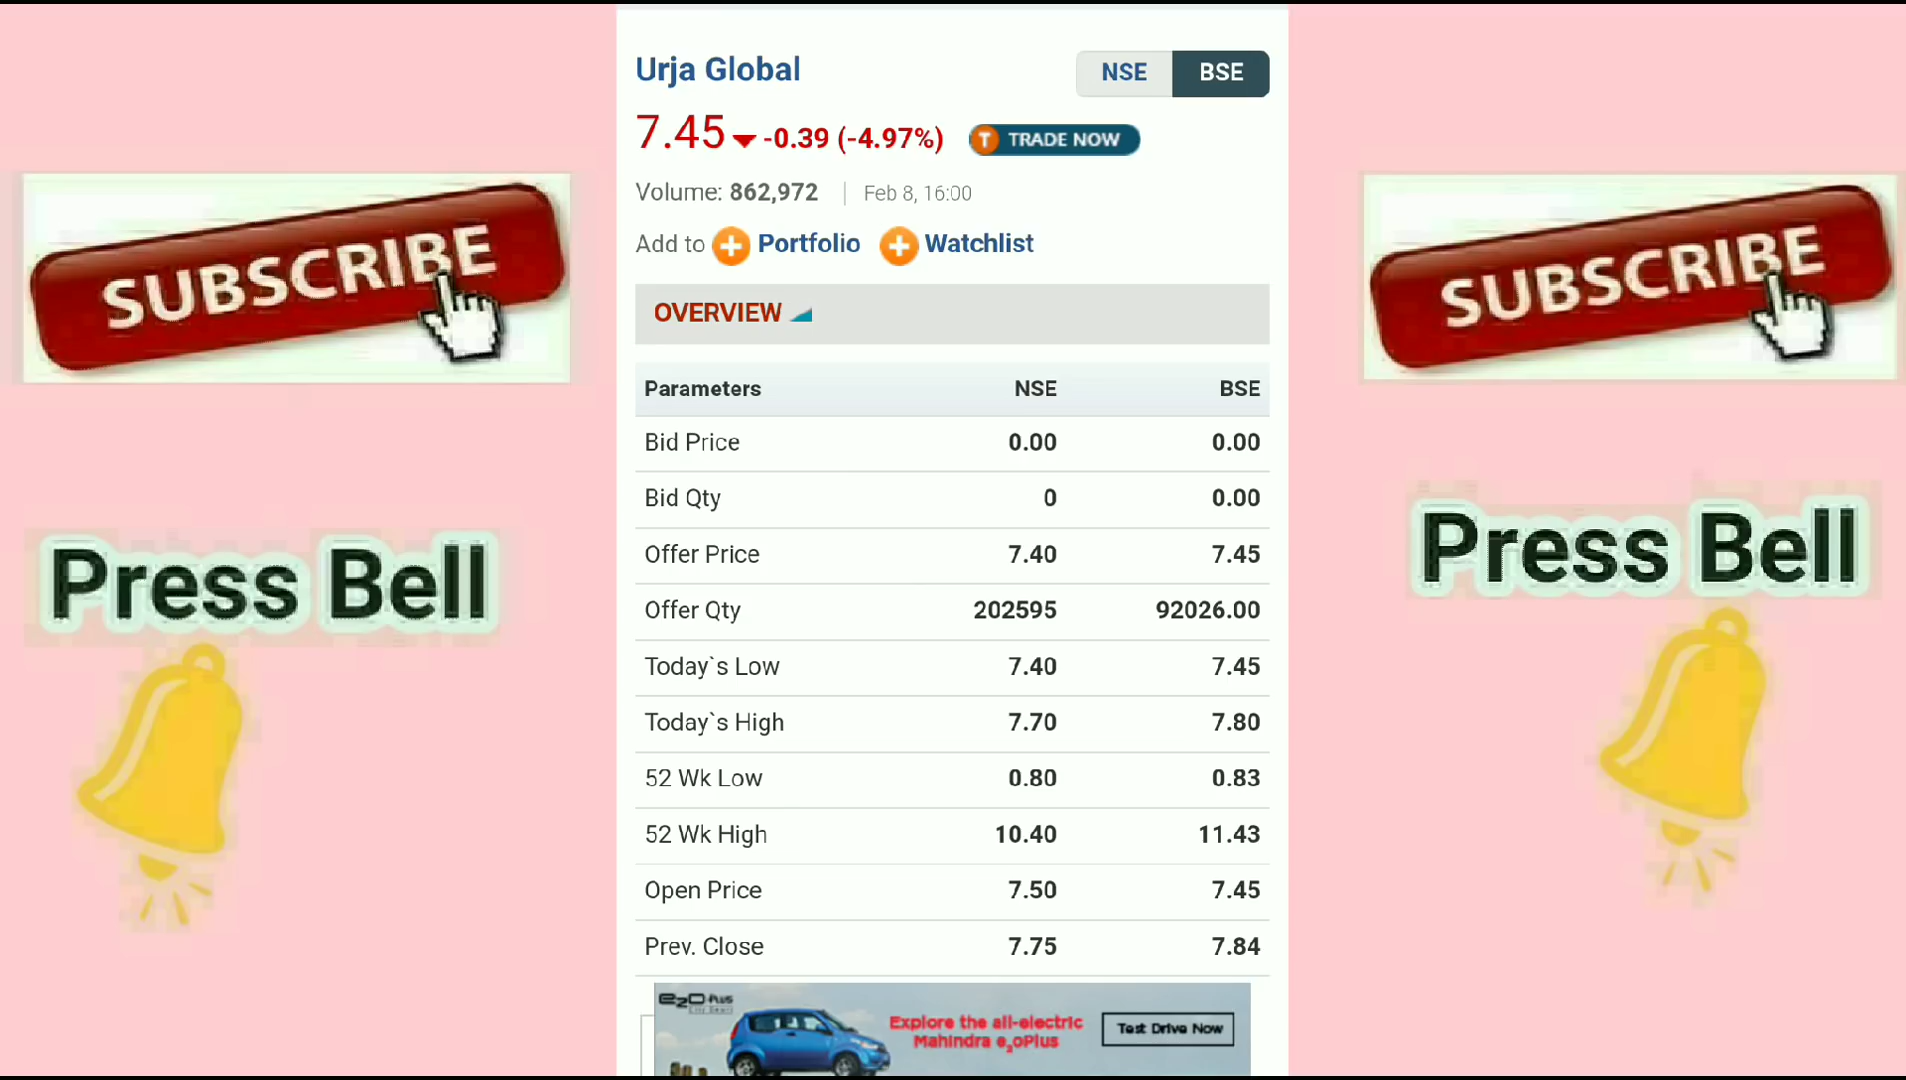 Urja Global
NSE BSE
7.45 -0.39 (-4.97%) T TRADE NOW
Volume: 862,972 | Feb 8, 16:00
Add to + Portfolio + Watchlist
OVERVIEW
Parameters NSE BSE
Bid Price 0.00 0.00
Bid Qty 0 0.00
Offer Price 7.40 7.45
Offer Qty 202595 92026.00
Today`s Low 7.40 7.45
Today`s High 7.70 7.80
52 Wk Low 0.80 0.83
52 Wk High 10.40 11.43
Open Price 7.50 7.45
Prev. Close 7.75 7.84
e2o Plus
Explore the all-electric
Mahindra e2oPlus
Test Drive Now
SUBSCRIBE
Press Bell
SUBSCRIBE
Press Bell